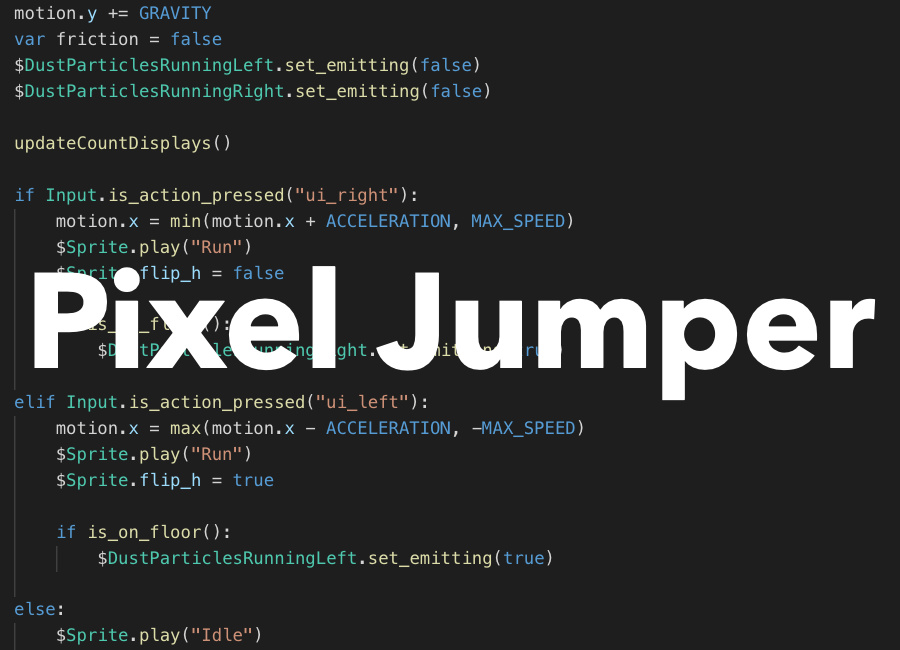 motion.y += GRAVITY
var friction = false
$DustParticlesRunningLeft.set_emitting(false)
$DustParticlesRunningRight.set_emitting(false)
updateCountDisplays()
if Input.is_action_pressed("ui_right"):
motion.x = min(motion.x + ACCELERATION, MAX_SPEED)
$Sprite.play("Run")
$Sprite.flip_h = false
Pixel Jumper
elif Input.is_action_pressed("ui_left"):
motion.x = max(motion.x - ACCELERATION, -MAX_SPEED)
$Sprite.play("Run")
$Sprite.flip_h = true
if is_on_floor():
$DustParticlesRunningLeft.set_emitting(true)
else:
$Sprite.play("Idle")